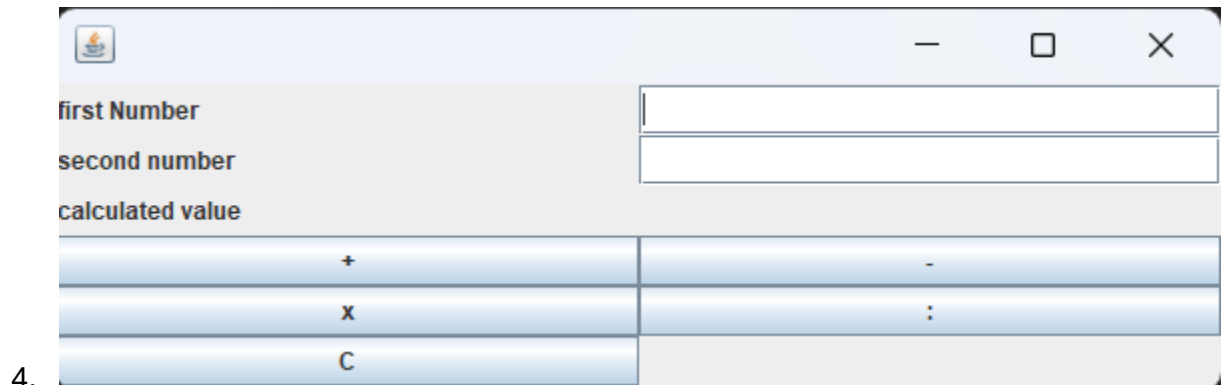 first Number
second number
calculated value
+ -
x :
C
4.